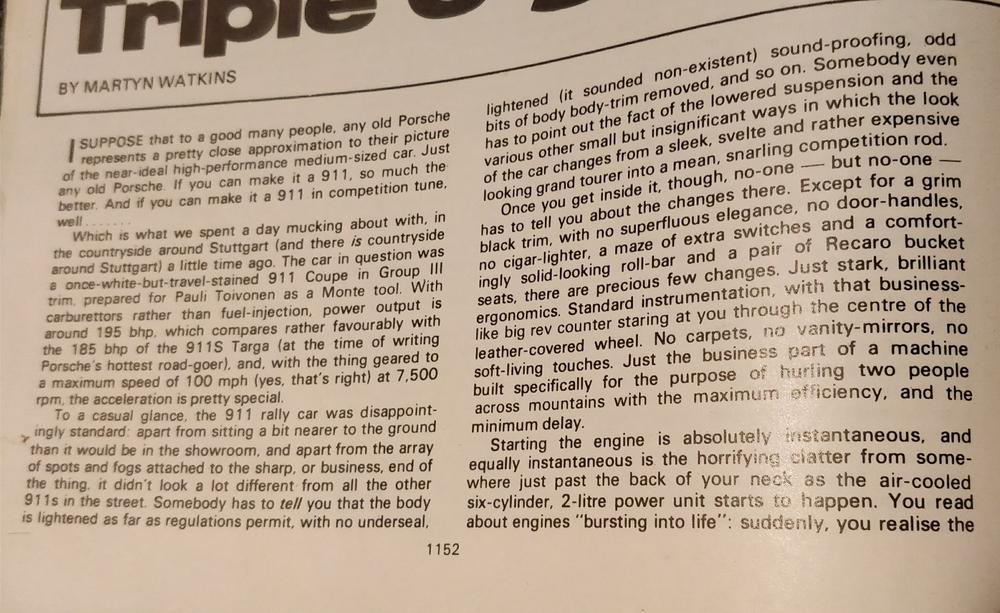 Triple
BY MARTYN WATKINS
I SUPPOSE that to a good many people, any old Porsche
represents a pretty close approximation to their picture
of the near-ideal high-performance medium-sized car. Just
any old Porsche. If you can make it a 911, so much the
better. And if you can make it a 911 in competition tune,
well.......
Which is what we spent a day mucking about with, in
the countryside around Stuttgart (and there is countryside
around Stuttgart) a little time ago. The car in question was
a once-white-but-travel-stained 911 Coupe in Group III
trim, prepared for Pauli Toivonen as a Monte tool. With
carburettors rather than fuel-injection, power output is
around 195 bhp, which compares rather favourably with
the 185 bhp of the 911S Targa (at the time of writing
Porsche's hottest road-goer), and, with the thing geared to
a maximum speed of 100 mph (yes, that's right) at 7,500
rpm, the acceleration is pretty special.
To a casual glance, the 911 rally car was disappoint-
ingly standard: apart from sitting a bit nearer to the ground
than it would be in the showroom, and apart from the array
of spots and fogs attached to the sharp, or business, end of
the thing, it didn't look a lot different from all the other
911s in the street. Somebody has to tell you that the body
is lightened as far as regulations permit, with no underseal,
lightened (it sounded non-existent) sound-proofing, odd
bits of body body-trim removed, and so on. Somebody even
has to point out the fact of the lowered suspension and the
various other small but insignificant ways in which the look
of the car changes from a sleek, svelte and rather expensive
looking grand tourer into a mean, snarling competition rod.
Once you get inside it, though, no-one — but no-one —
has to tell you about the changes there. Except for a grim
black trim, with no superfluous elegance, no door-handles,
no cigar-lighter, a maze of extra switches and a comfort-
ingly solid-looking roll-bar and a pair of Recaro bucket
seats, there are precious few changes. Just stark, brilliant
ergonomics. Standard instrumentation, with that business-
like big rev counter staring at you through the centre of the
leather-covered wheel. No carpets, no vanity-mirrors, no
soft-living touches. Just the business part of a machine
built specifically for the purpose of hurling two people
across mountains with the maximum efficiency, and the
minimum delay.
Starting the engine is absolutely instantaneous, and
equally instantaneous is the horrifying clatter from some-
where just past the back of your neck as the air-cooled
six-cylinder, 2-litre power unit starts to happen. You read
about engines "bursting into life": suddenly, you realise the
1152